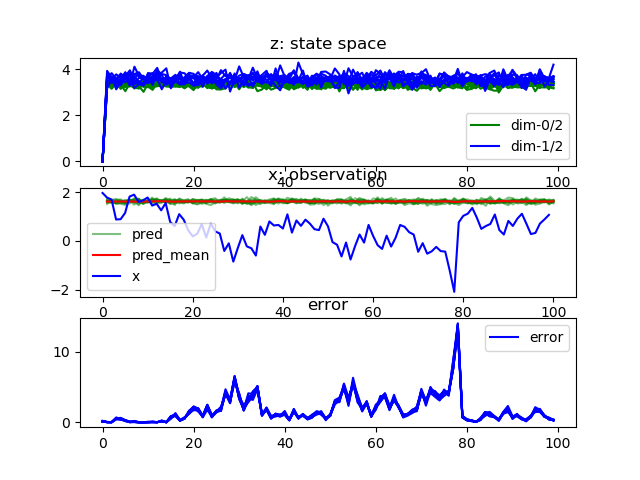 z: state space
4
2
0
dim-0/2
dim-1/2
0 20 40 60 80 100
x: observation
2
0
−2
pred
pred_mean
x
0 20 40 60 80 100
error
10
0
error
0 20 40 60 80 100